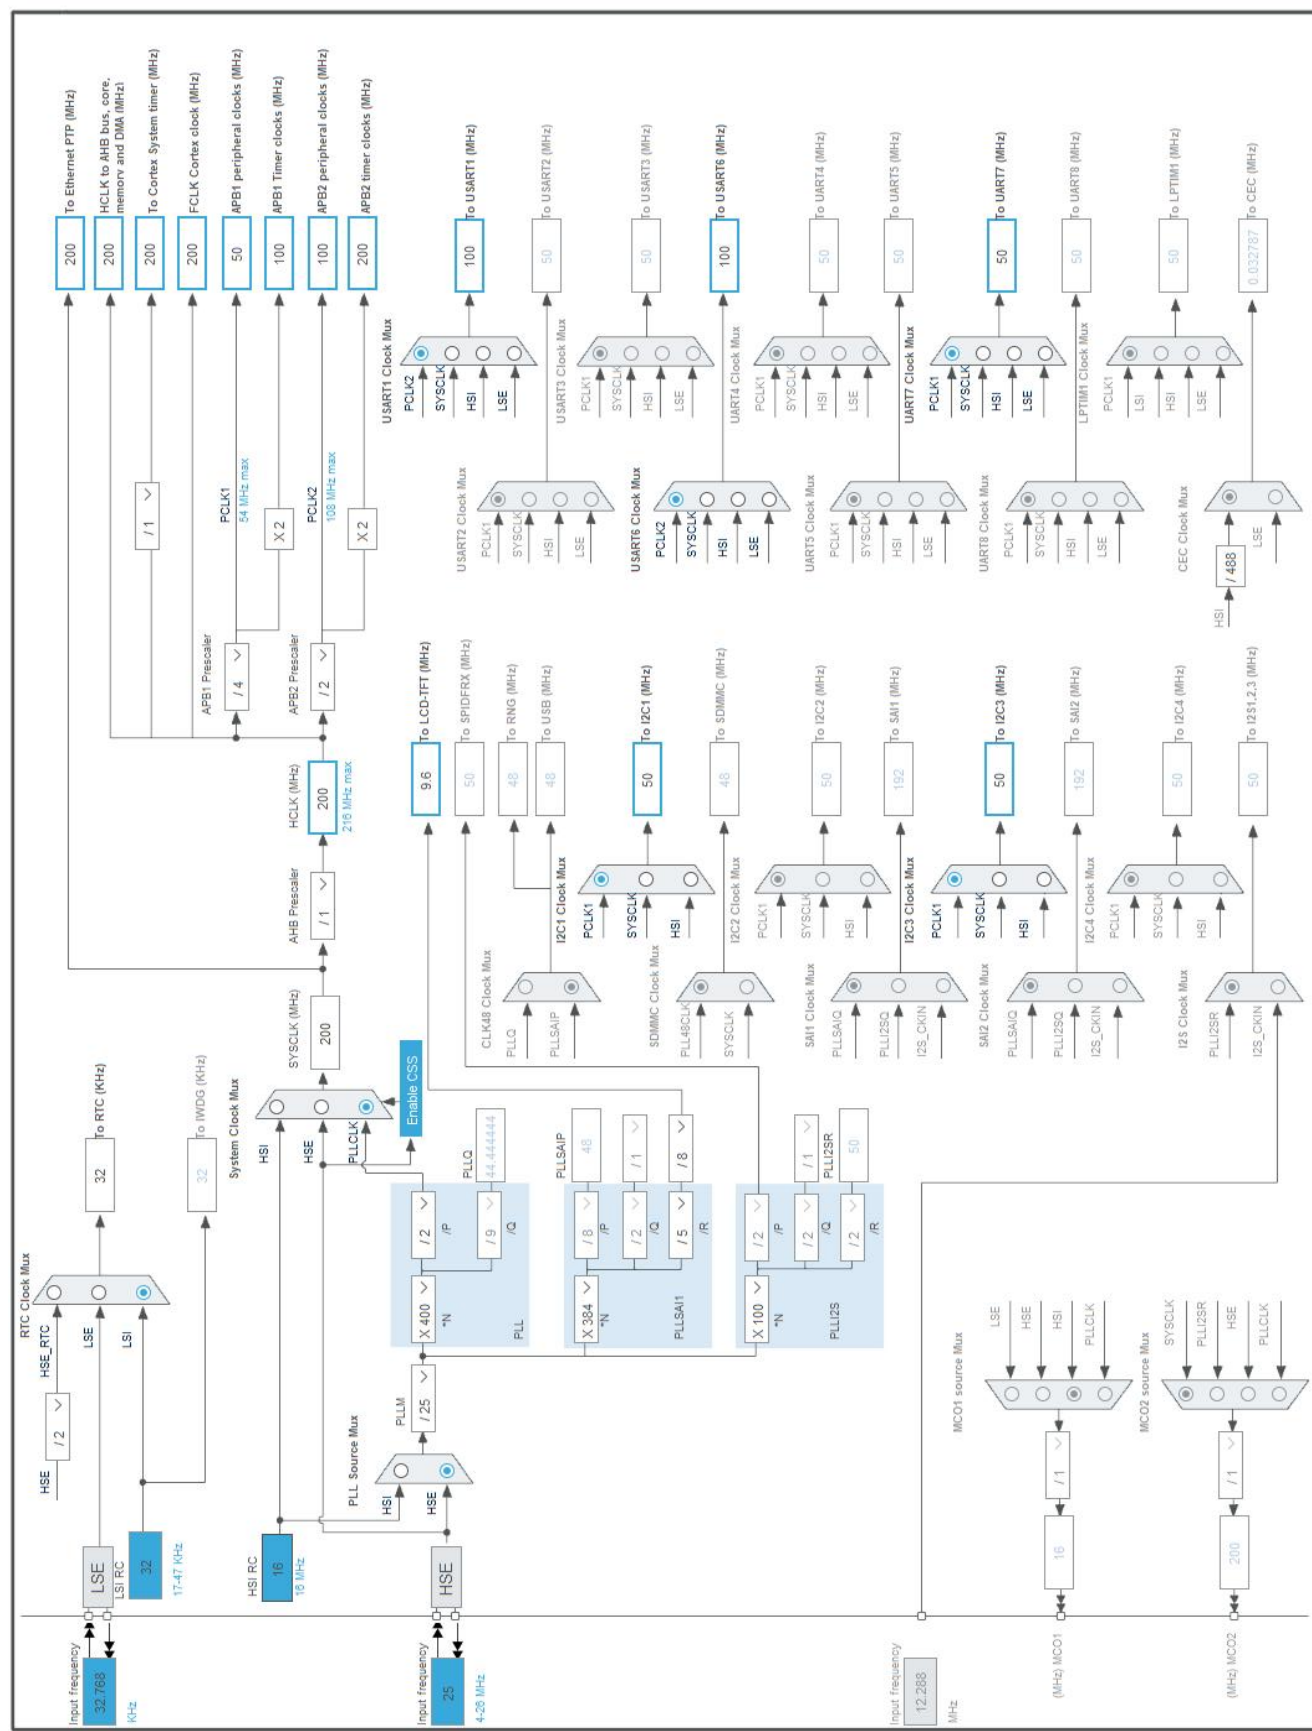 Input frequency
32.768
KHz
LSE
LSI RC
32
17-47 KHz
HSE
/ 2
HSE_RTC
LSE
LSI
RTC Clock Mux
32
To RTC (KHz)
32
To IWDG (KHz)
HSI RC
16
16 MHz
Input frequency
25
4-26 MHz
HSE
PLL Source Mux
HSI
HSE
PLLM
/ 25
X 400
*N
/ 2
/P
/ 9
/Q
PLL
PLLQ
44.444444
X 384
*N
/ 8
/P
/ 2
/Q
/ 5
/R
PLLSAI1
PLLSAIP
48
/ 1
/ 8
X 100
*N
/ 2
/P
/ 2
/Q
/ 2
/R
PLLI2S
/ 1
PLLI2SR
50
System Clock Mux
HSI
HSE
PLLCLK
Enable CSS
SYSCLK (MHz)
200
AHB Prescaler
/ 1
HCLK (MHz)
200
216 MHz max
APB1 Prescaler
/ 4
APB2 Prescaler
/ 2
/ 1
PCLK1
54 MHz max
X 2
PCLK2
108 MHz max
X 2
200
To Ethernet PTP (MHz)
200
HCLK to AHB bus, core,
memory and DMA (MHz)
200
To Cortex System timer (MHz)
200
FCLK Cortex clock (MHz)
50
APB1 peripheral clocks (MHz)
100
APB1 Timer clocks (MHz)
100
APB2 peripheral clocks (MHz)
200
APB2 timer clocks (MHz)
9.6
To LCD-TFT (MHz)
50
To SPIDFRX (MHz)
48
To RNG (MHz)
48
To USB (MHz)
CLK48 Clock Mux
PLLQ
PLLSAIP
I2C1 Clock Mux
PCLK1
SYSCLK
HSI
50
To I2C1 (MHz)
SDMMC Clock Mux
PLL48CLK
SYSCLK
48
To SDMMC (MHz)
I2C2 Clock Mux
PCLK1
SYSCLK
HSI
50
To I2C2 (MHz)
SAI1 Clock Mux
PLLSAIQ
PLLI2SQ
I2S_CKIN
192
To SAI1 (MHz)
I2C3 Clock Mux
PCLK1
SYSCLK
HSI
50
To I2C3 (MHz)
SAI2 Clock Mux
PLLSAIQ
PLLI2SQ
I2S_CKIN
192
To SAI2 (MHz)
I2C4 Clock Mux
PCLK1
SYSCLK
HSI
50
To I2C4 (MHz)
I2S Clock Mux
PLLI2SR
I2S_CKIN
50
To I2S1,2,3 (MHz)
USART1 Clock Mux
PCLK2
SYSCLK
HSI
LSE
100
To USART1 (MHz)
USART2 Clock Mux
PCLK1
SYSCLK
HSI
LSE
50
To USART2 (MHz)
USART3 Clock Mux
PCLK1
SYSCLK
HSI
LSE
50
To USART3 (MHz)
USART6 Clock Mux
PCLK2
SYSCLK
HSI
LSE
100
To USART6 (MHz)
UART4 Clock Mux
PCLK1
SYSCLK
HSI
LSE
50
To UART4 (MHz)
UART5 Clock Mux
PCLK1
SYSCLK
HSI
LSE
50
To UART5 (MHz)
UART7 Clock Mux
PCLK1
SYSCLK
HSI
LSE
50
To UART7 (MHz)
UART8 Clock Mux
PCLK1
SYSCLK
HSI
LSE
50
To UART8 (MHz)
LPTIM1 Clock Mux
PCLK1
LSI
HSI
LSE
50
To LPTIM1 (MHz)
CEC Clock Mux
HSI
/ 488
LSE
0.032787
To CEC (MHz)
Input frequency
12.288
MHz
MCO1 source Mux
LSE
HSE
HSI
PLLCLK
/ 1
16
(MHz) MCO1
MCO2 source Mux
SYSCLK
PLLI2SR
HSE
PLLCLK
/ 1
200
(MHz) MCO2